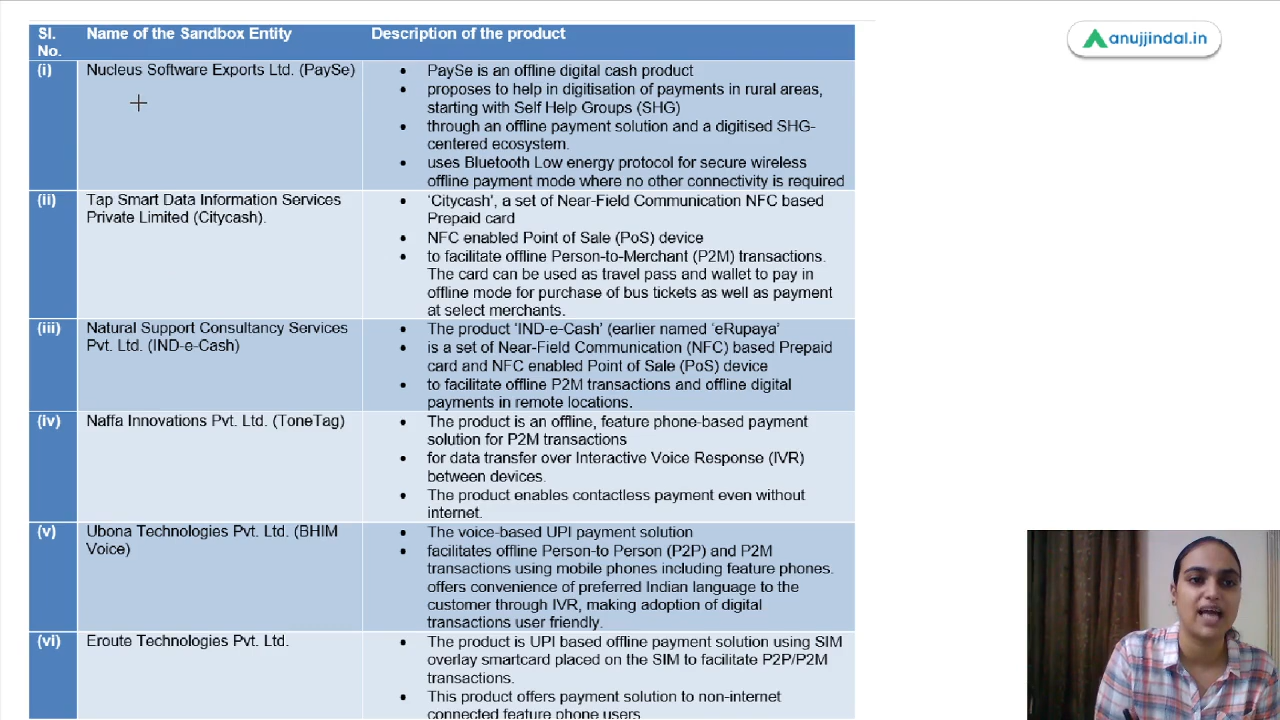 Sl. Name of the Sandbox Entity Description of the product
No.
(i) Nucleus Software Exports Ltd. (PaySe) • PaySe is an offline digital cash product
• proposes to help in digitisation of payments in rural areas,
starting with Self Help Groups (SHG)
• through an offline payment solution and a digitised SHG-
centered ecosystem.
• uses Bluetooth Low energy protocol for secure wireless
offline payment mode where no other connectivity is required
(ii) Tap Smart Data Information Services • ‘Citycash’, a set of Near-Field Communication NFC based
Private Limited (Citycash). Prepaid card
• NFC enabled Point of Sale (PoS) device
• to facilitate offline Person-to-Merchant (P2M) transactions.
The card can be used as travel pass and wallet to pay in
offline mode for purchase of bus tickets as well as payment
at select merchants.
(iii) Natural Support Consultancy Services • The product ‘IND-e-Cash’ (earlier named ‘eRupaya’
Pvt. Ltd. (IND-e-Cash) • is a set of Near-Field Communication (NFC) based Prepaid
card and NFC enabled Point of Sale (PoS) device
• to facilitate offline P2M transactions and offline digital
payments in remote locations.
(iv) Naffa Innovations Pvt. Ltd. (ToneTag) • The product is an offline, feature phone-based payment
solution for P2M transactions
• for data transfer over Interactive Voice Response (IVR)
between devices.
• The product enables contactless payment even without
internet.
(v) Ubona Technologies Pvt. Ltd. (BHIM • The voice-based UPI payment solution
Voice) • facilitates offline Person-to Person (P2P) and P2M
transactions using mobile phones including feature phones.
offers convenience of preferred Indian language to the
customer through IVR, making adoption of digital
transactions user friendly.
(vi) Eroute Technologies Pvt. Ltd. • The product is UPI based offline payment solution using SIM
overlay smartcard placed on the SIM to facilitate P2P/P2M
transactions.
• This product offers payment solution to non-internet
connected feature phone users
anujjindal.in